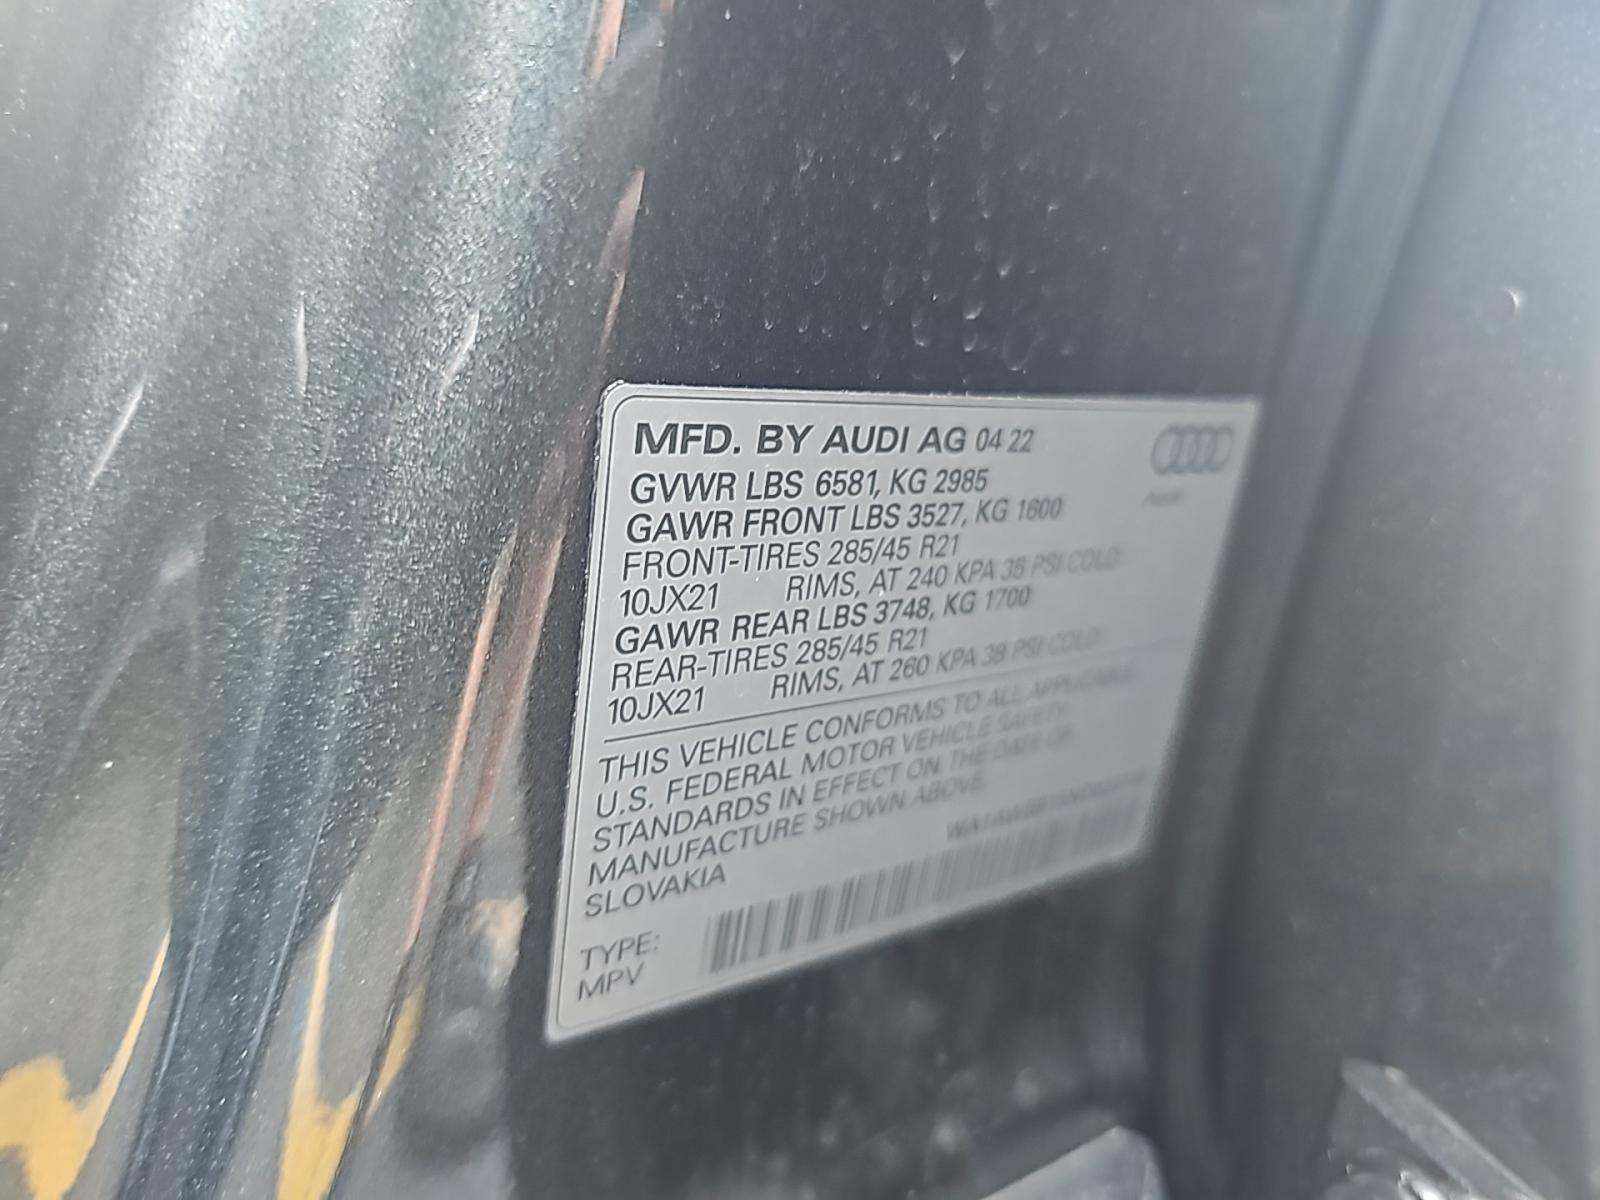 MFD. BY AUDI AG 04 22
GVWR LBS 6581, KG 2985
GAWR FRONT LBS 3527, KG 1600
FRONT-TIRES 285/45 R21
10JX21 RIMS, AT 240 KPA 38 PSI COLD
GAWR REAR LBS 3748, KG 1700
REAR-TIRES 285/45 R21
10JX21 RIMS, AT 260 KPA 38 PSI COLD
THIS VEHICLE CONFORMS TO ALL APPLICABLE
U.S. FEDERAL MOTOR VEHICLE SAFETY
STANDARDS IN EFFECT ON THE DATE OF
MANUFACTURE SHOWN ABOVE.
SLOVAKIA
TYPE:
MPV